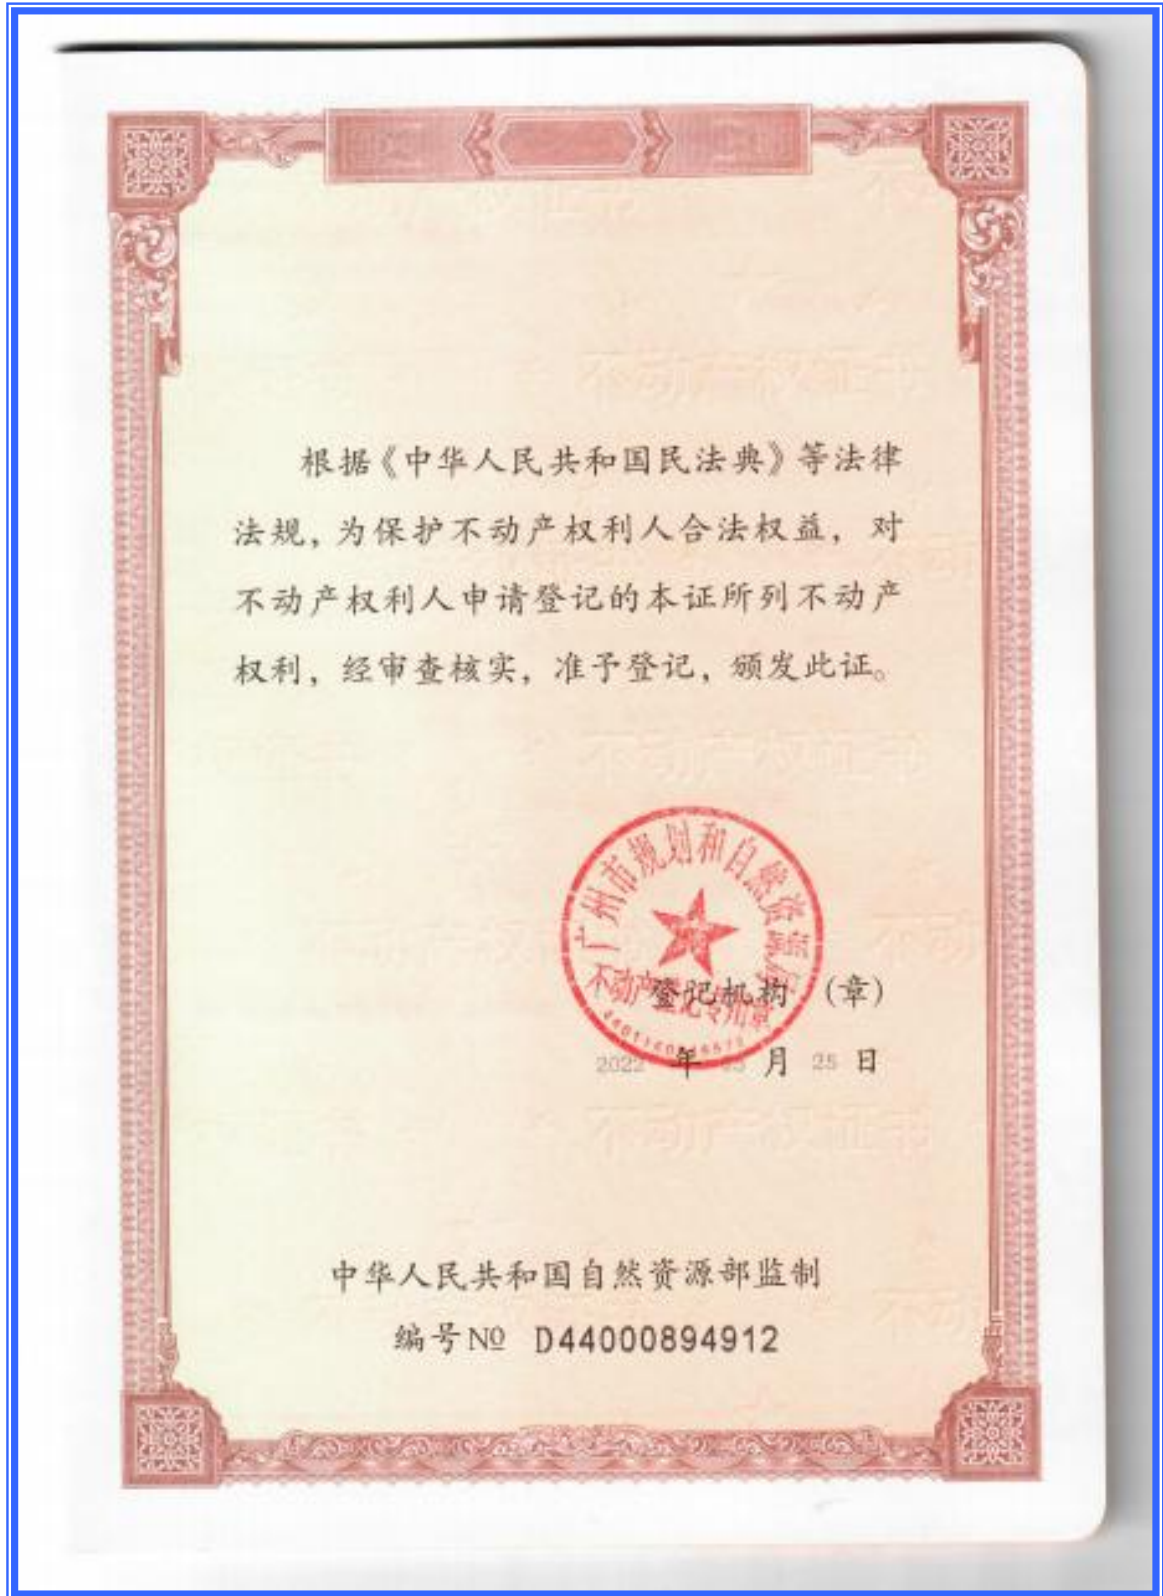 根据《中华人民共和国民法典》等法律
法规，为保护不动产权利人合法权益，对
不动产权利人申请登记的本证所列不动产
权利，经审查核实，准予登记，颁发此证。
广州市规划和自然资源局
不动产登记专用章
登记机构 （章）
2022 年 月 25 日
中华人民共和国自然资源部监制
编号№ D44000894912